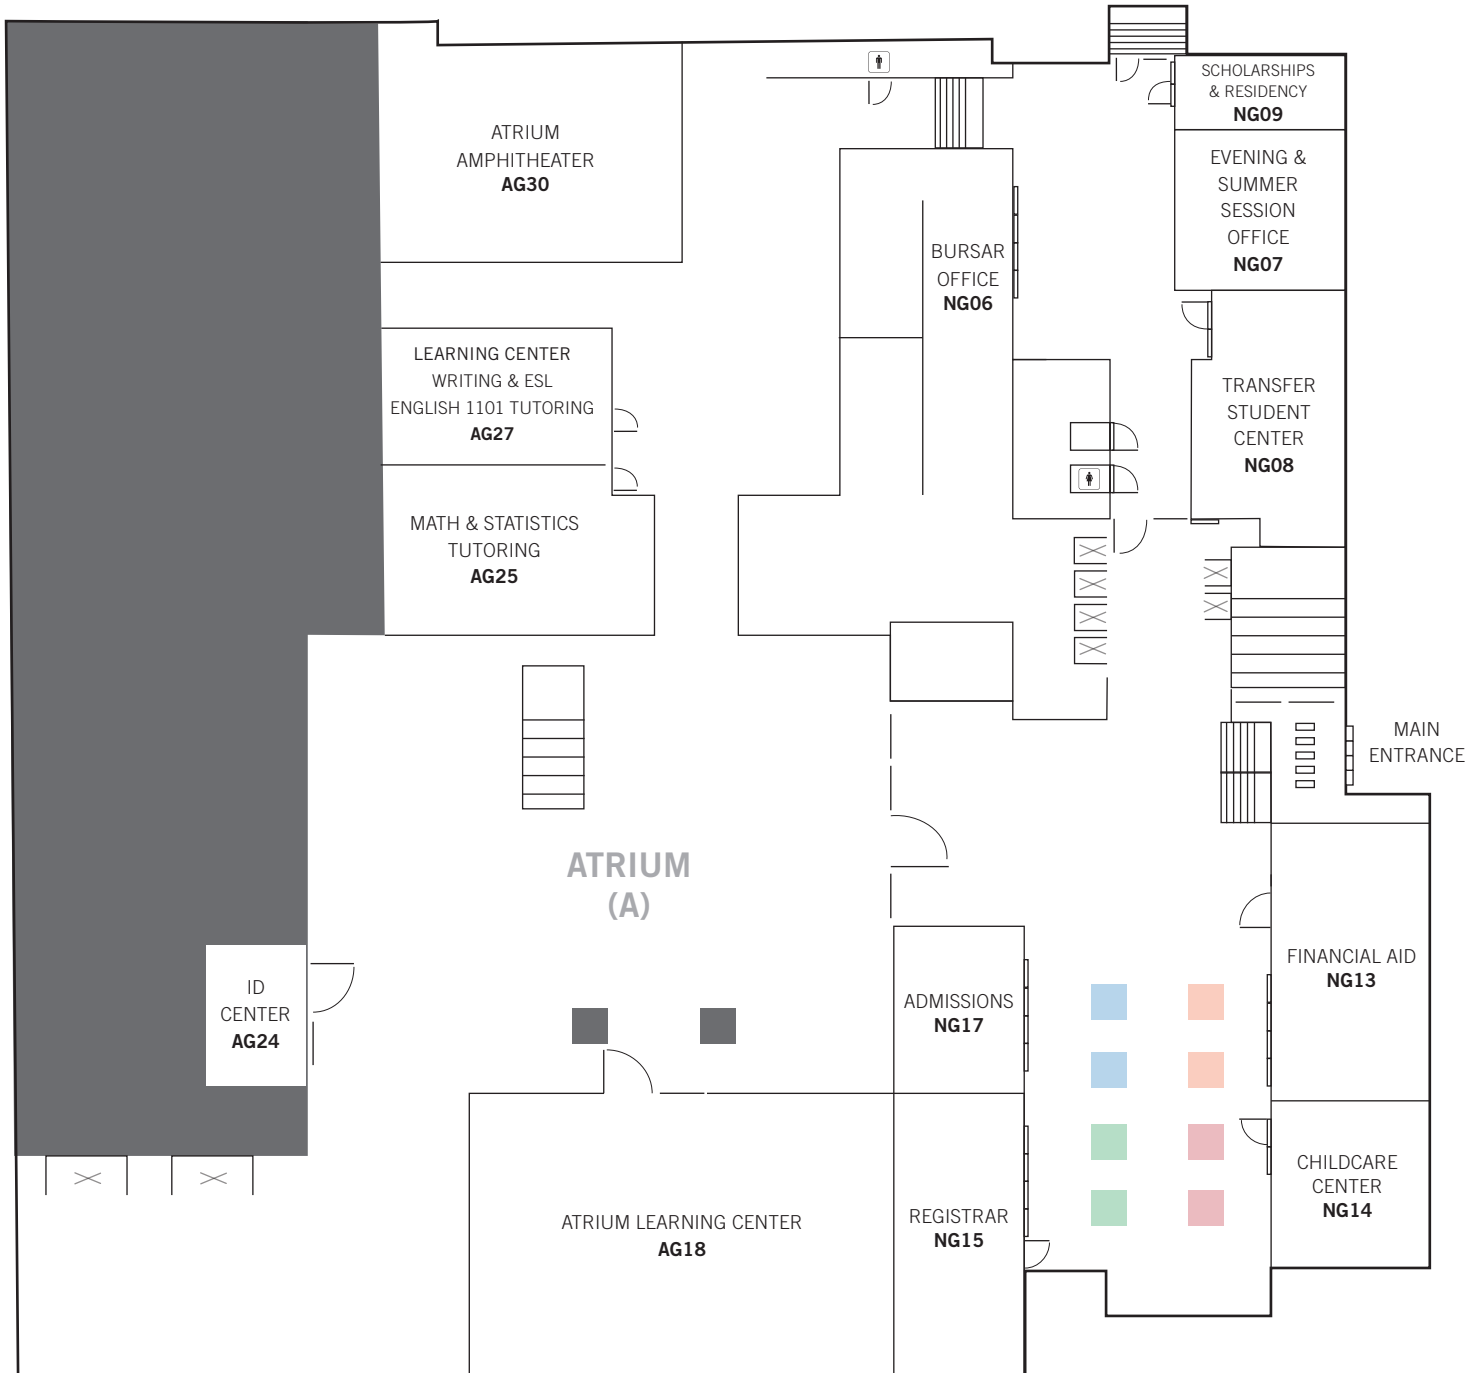 SCHOLARSHIPS
& RESIDENCY
NG09
ATRIUM
AMPHITHEATER
AG30
EVENING &
SUMMER
SESSION
OFFICE
NG07
BURSAR
OFFICE
NG06
LEARNING CENTER
WRITING & ESL
ENGLISH 1101 TUTORING
AG27
TRANSFER
STUDENT
CENTER
NG08
MATH & STATISTICS
TUTORING
AG25
MAIN
ENTRANCE
ATRIUM
(A)
FINANCIAL AID
NG13
ID
CENTER
AG24
ADMISSIONS
NG17
CHILDCARE
CENTER
NG14
ATRIUM LEARNING CENTER
AG18
REGISTRAR
NG15